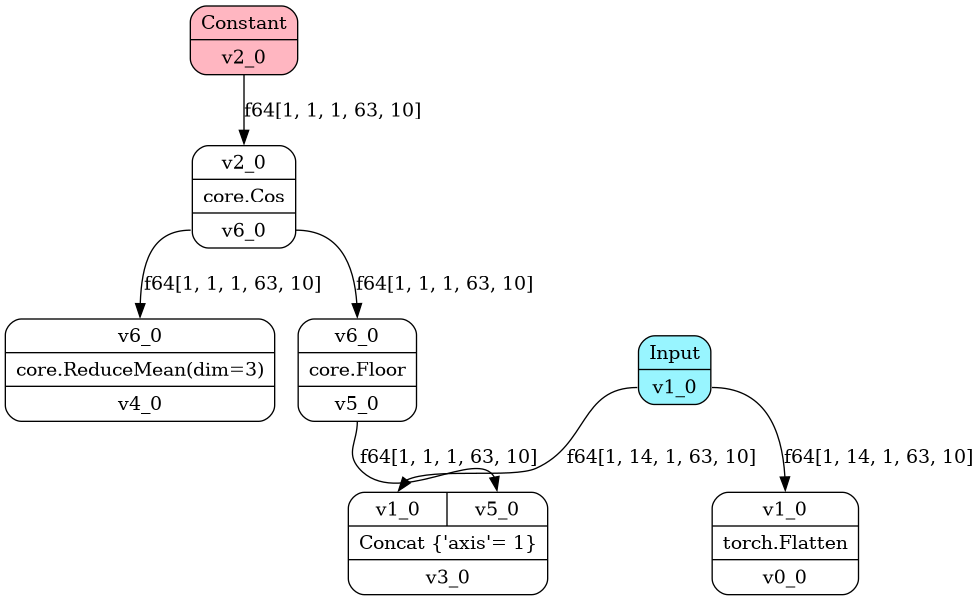 Constant
v2_0
f64[1, 1, 1, 63, 10]
v2_0
core.Cos
v6_0
f64[1, 1, 1, 63, 10]
f64[1, 1, 1, 63, 10]
v6_0
core.ReduceMean(dim=3)
v4_0
v6_0
core.Floor
v5_0
Input
v1_0
f64[1, 1, 1, 63, 10]
f64[1, 14, 1, 63, 10]
f64[1, 14, 1, 63, 10]
v1_0
v5_0
Concat {'axis'= 1}
v3_0
v1_0
torch.Flatten
v0_0